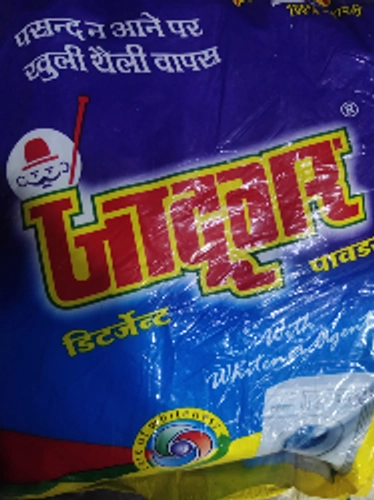 पसन्द न आने पर
खुली थैली वापस
®
जादूगर
डिटर्जेन्ट
पावडर
With
Whitening Agent